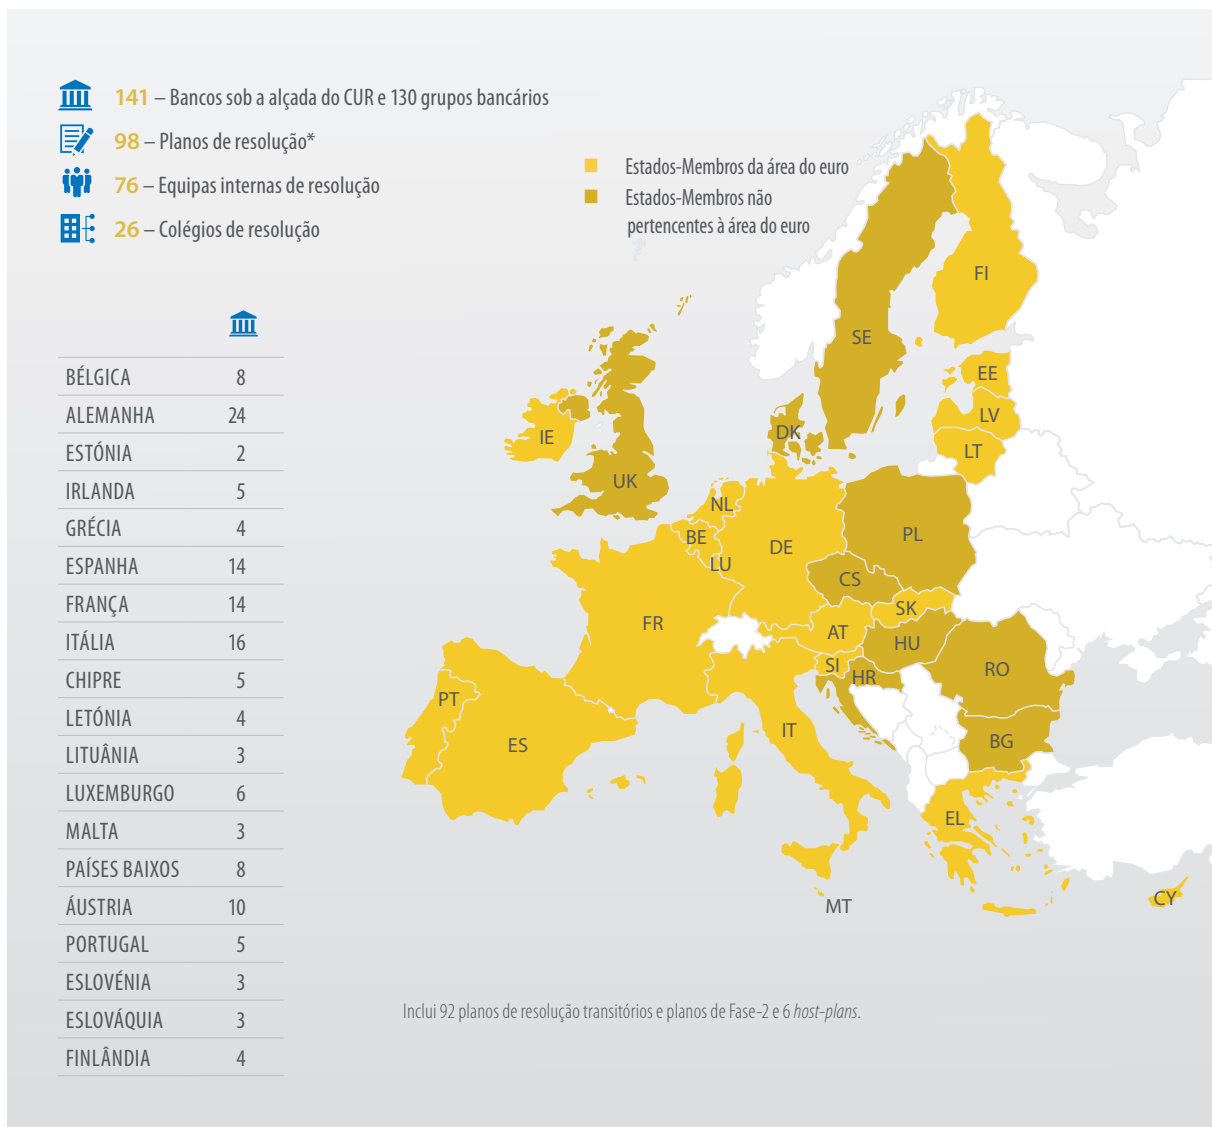 141 – Bancos sob a alçada do CUR e 130 grupos bancários
98 – Planos de resolução*
76 – Equipas internas de resolução
26 – Colégios de resolução
Estados-Membros da área do euro
Estados-Membros não
pertencentes à área do euro
BÉLGICA 8
ALEMANHA 24
ESTÓNIA 2
IRLANDA 5
GRÉCIA 4
ESPANHA 14
FRANÇA 14
ITÁLIA 16
CHIPRE 5
LETÓNIA 4
LITUÂNIA 3
LUXEMBURGO 6
MALTA 3
PAÍSES BAIXOS 8
ÁUSTRIA 10
PORTUGAL 5
ESLOVÉNIA 3
ESLOVÁQUIA 3
FINLÂNDIA 4
FI
SE
EE
LV
LT
DK
IE
UK
NL
BE
LU
DE
PL
CS
SK
AT
HU
FR
SI
HR
RO
PT
ES
IT
BG
EL
MT
CY
Inclui 92 planos de resolução transitórios e planos de Fase-2 e 6 host-plans.